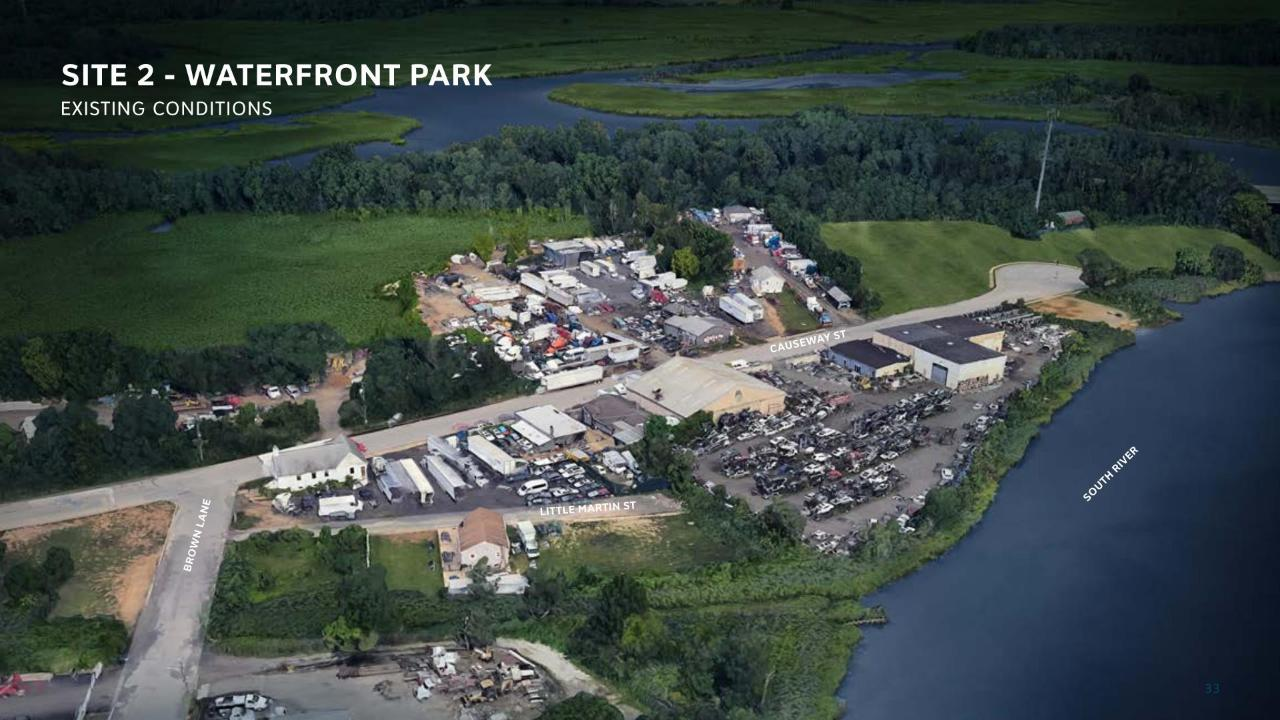 SITE 2 - WATERFRONT PARK
EXISTING CONDITIONS
CAUSEWAY ST
SOUTH RIVER
LITTLE MARTIN ST
BROWN LANE
33